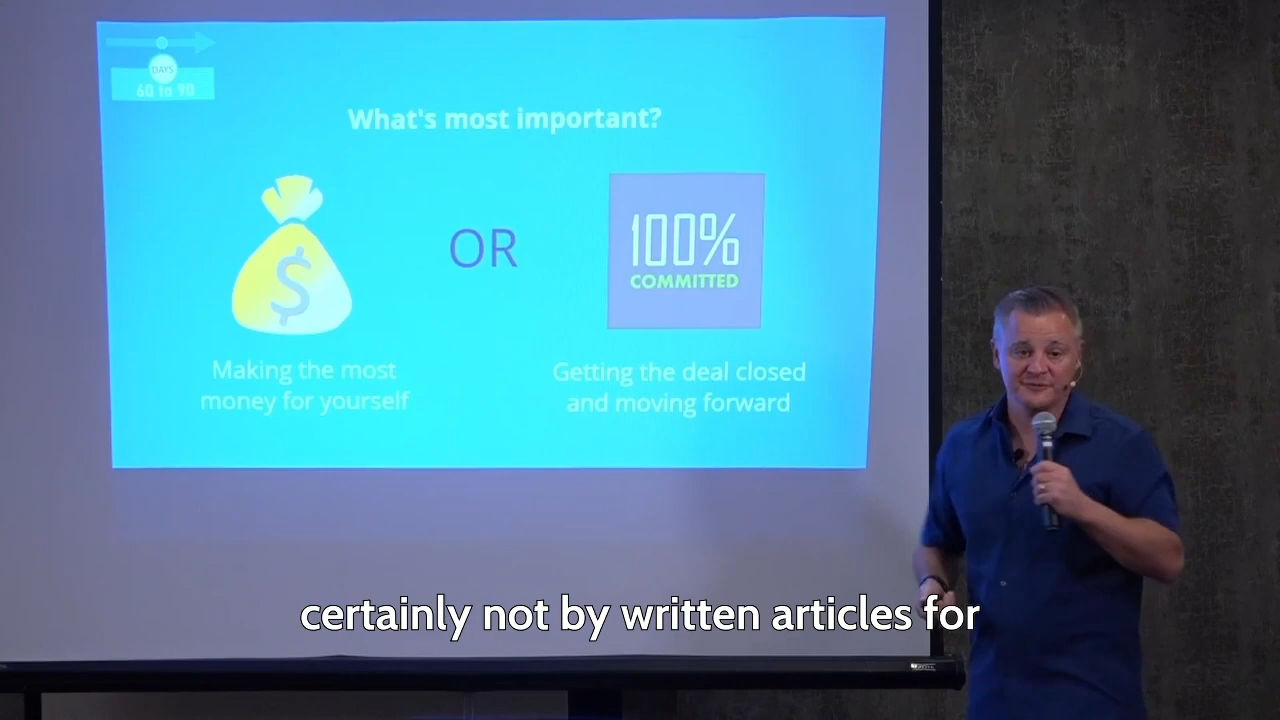 DAYS
60 to 90
What's most important?
$
OR
100%
COMMITTED
Making the most
money for yourself
Getting the deal closed
and moving forward
certainly not by written articles for